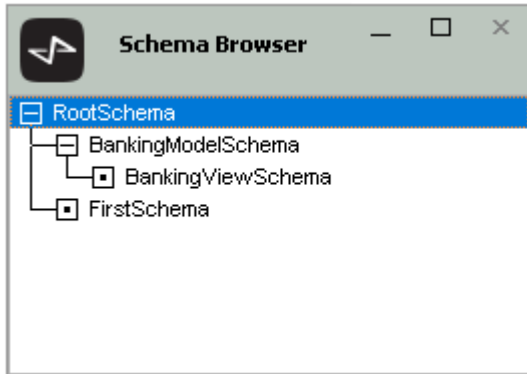 Schema Browser
RootSchema
BankingModelSchema
BankingViewSchema
FirstSchema